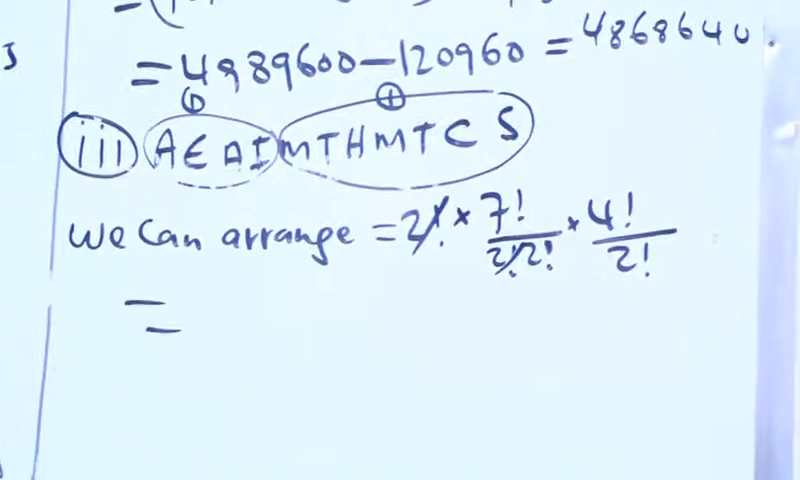 = 4989600 – 120960 = 4868640.
iii) AEAI MTHMTCS
We Can arrange = 2! × 7!/2!2! × 4!/2!
=